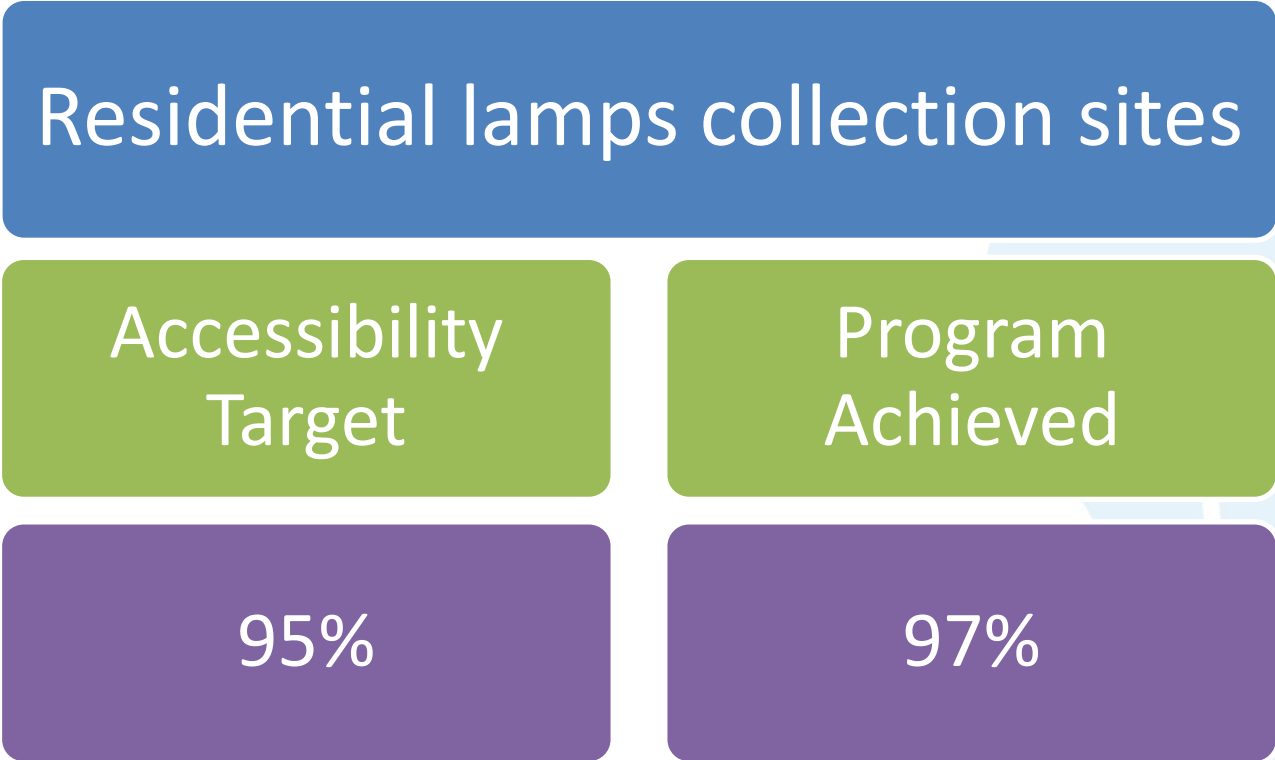 Residential lamps collection sites
Accessibility
Target
Program
Achieved
95%
97%